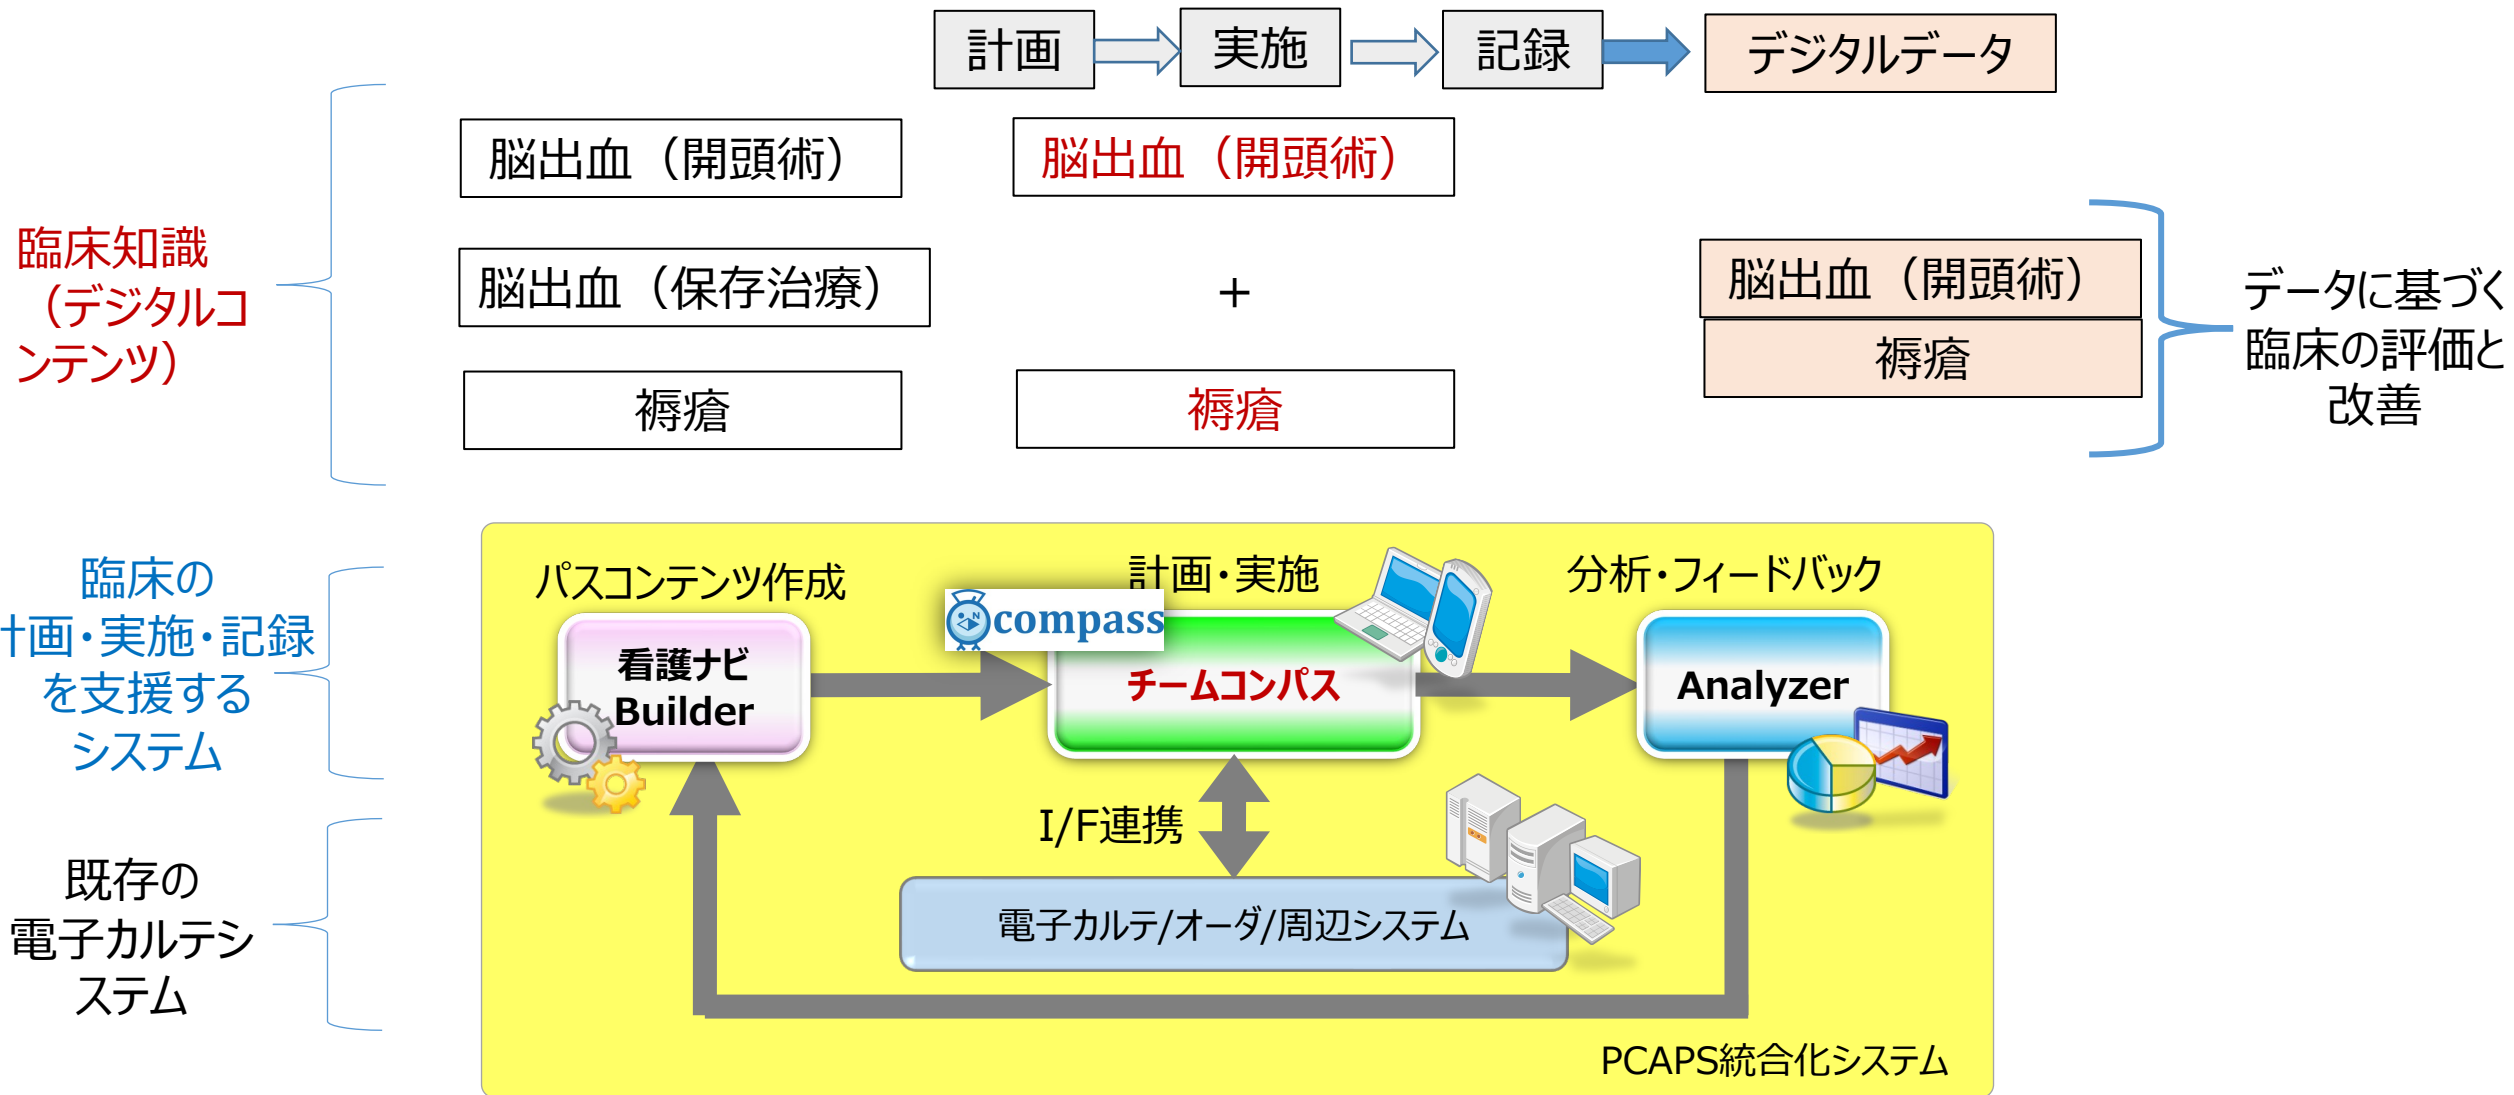 計画
実施
記録
デジタルデータ
脳出血（開頭術）
脳出血（開頭術）
臨床知識
（デジタルコ
ンテンツ）
脳出血（保存治療）
+
脳出血（開頭術）
褥瘡
データに基づく
臨床の評価と
改善
褥瘡
褥瘡
臨床の
計画・実施・記録
を支援する
システム
パスコンテンツ作成
計画・実施
分析・フィードバック
compass
看護ナビ
Builder
チームコンパス
Analyzer
I/F連携
既存の
電子カルテシ
ステム
電子カルテ/オーダ/周辺システム
PCAPS統合化システム